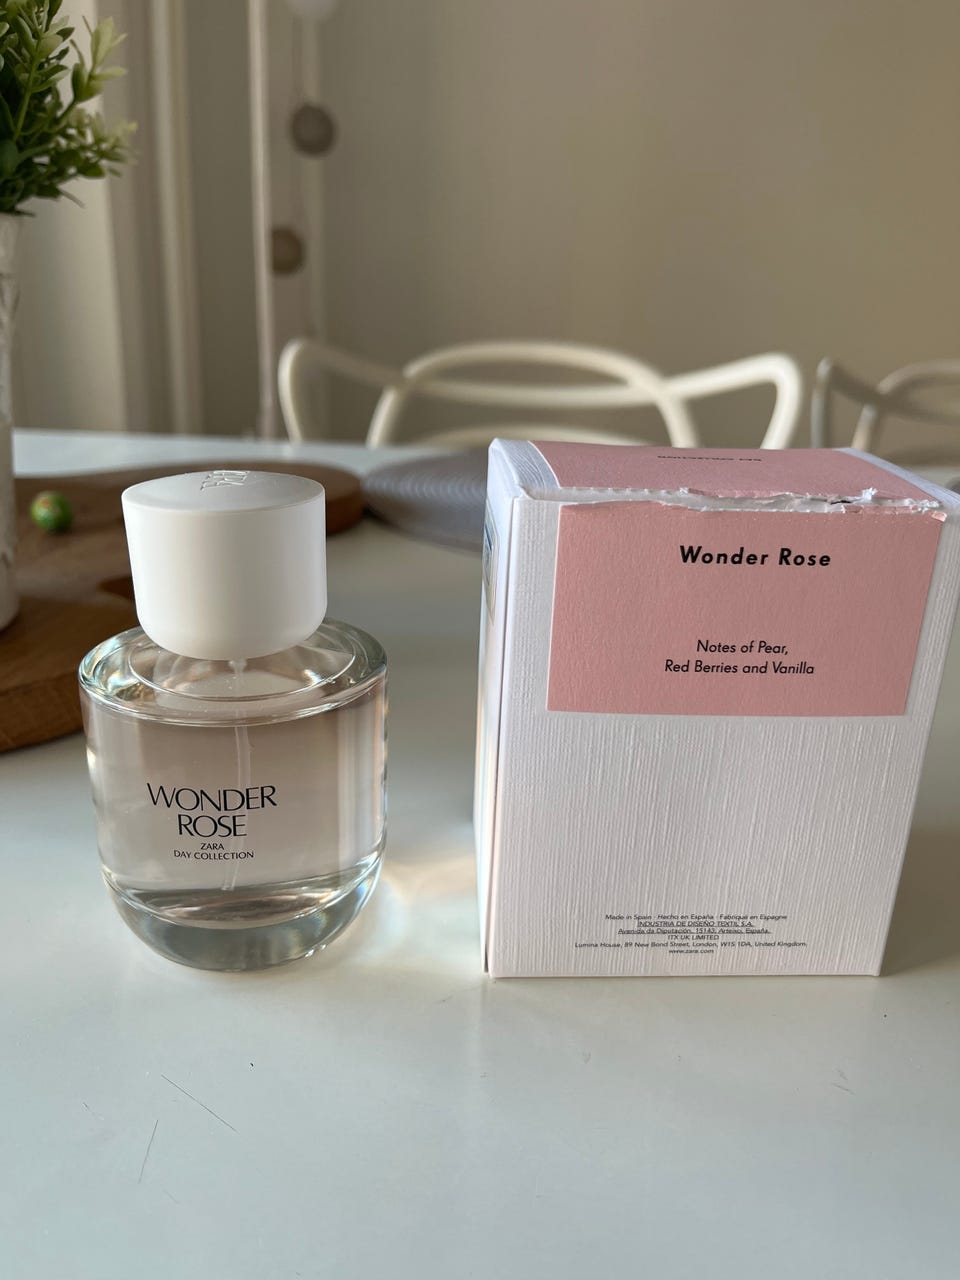 WONDER
ROSE
ZARA
DAY COLLECTION
Wonder Rose
Notes of Pear,
Red Berries and Vanilla
Made in Spain · Hecho en España · Fabriqué en Espagne
INDUSTRIA DE DISEÑO TEXTIL S.A.
Avenida da Diputación, 15143, Arteixo, España.
ITX UK LIMITED
Lumina House, 89 New Bond Street, London, W1S 1DA, United Kingdom.
www.zara.com